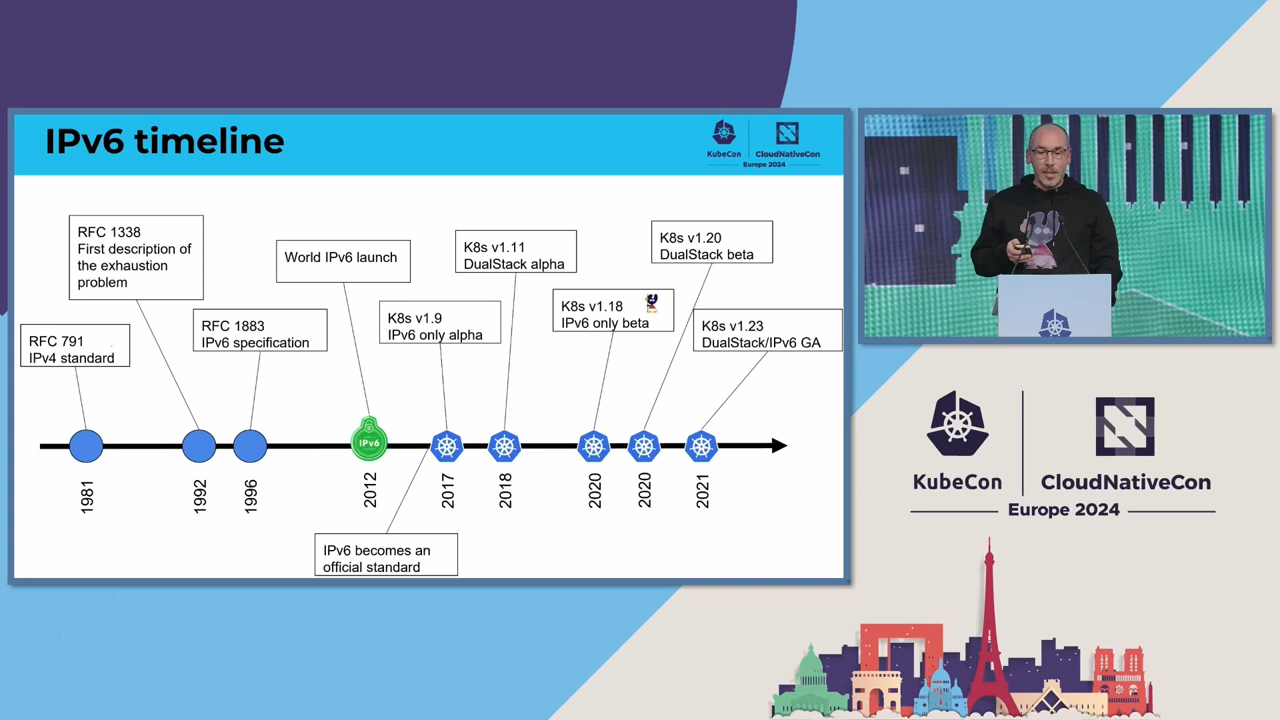 IPv6 timeline
KubeCon
CloudNativeCon
Europe 2024
RFC 1338
First description of
the exhaustion
problem
World IPv6 launch
K8s v1.11
DualStack alpha
K8s v1.20
DualStack beta
RFC 791
IPv4 standard
RFC 1883
IPv6 specification
K8s v1.9
IPv6 only alpha
K8s v1.18
IPv6 only beta
K8s v1.23
DualStack/IPv6 GA
IPv6
1981
1992
1996
2012
2017
2018
2020
2020
2021
IPv6 becomes an
official standard
KubeCon
CloudNativeCon
Europe 2024